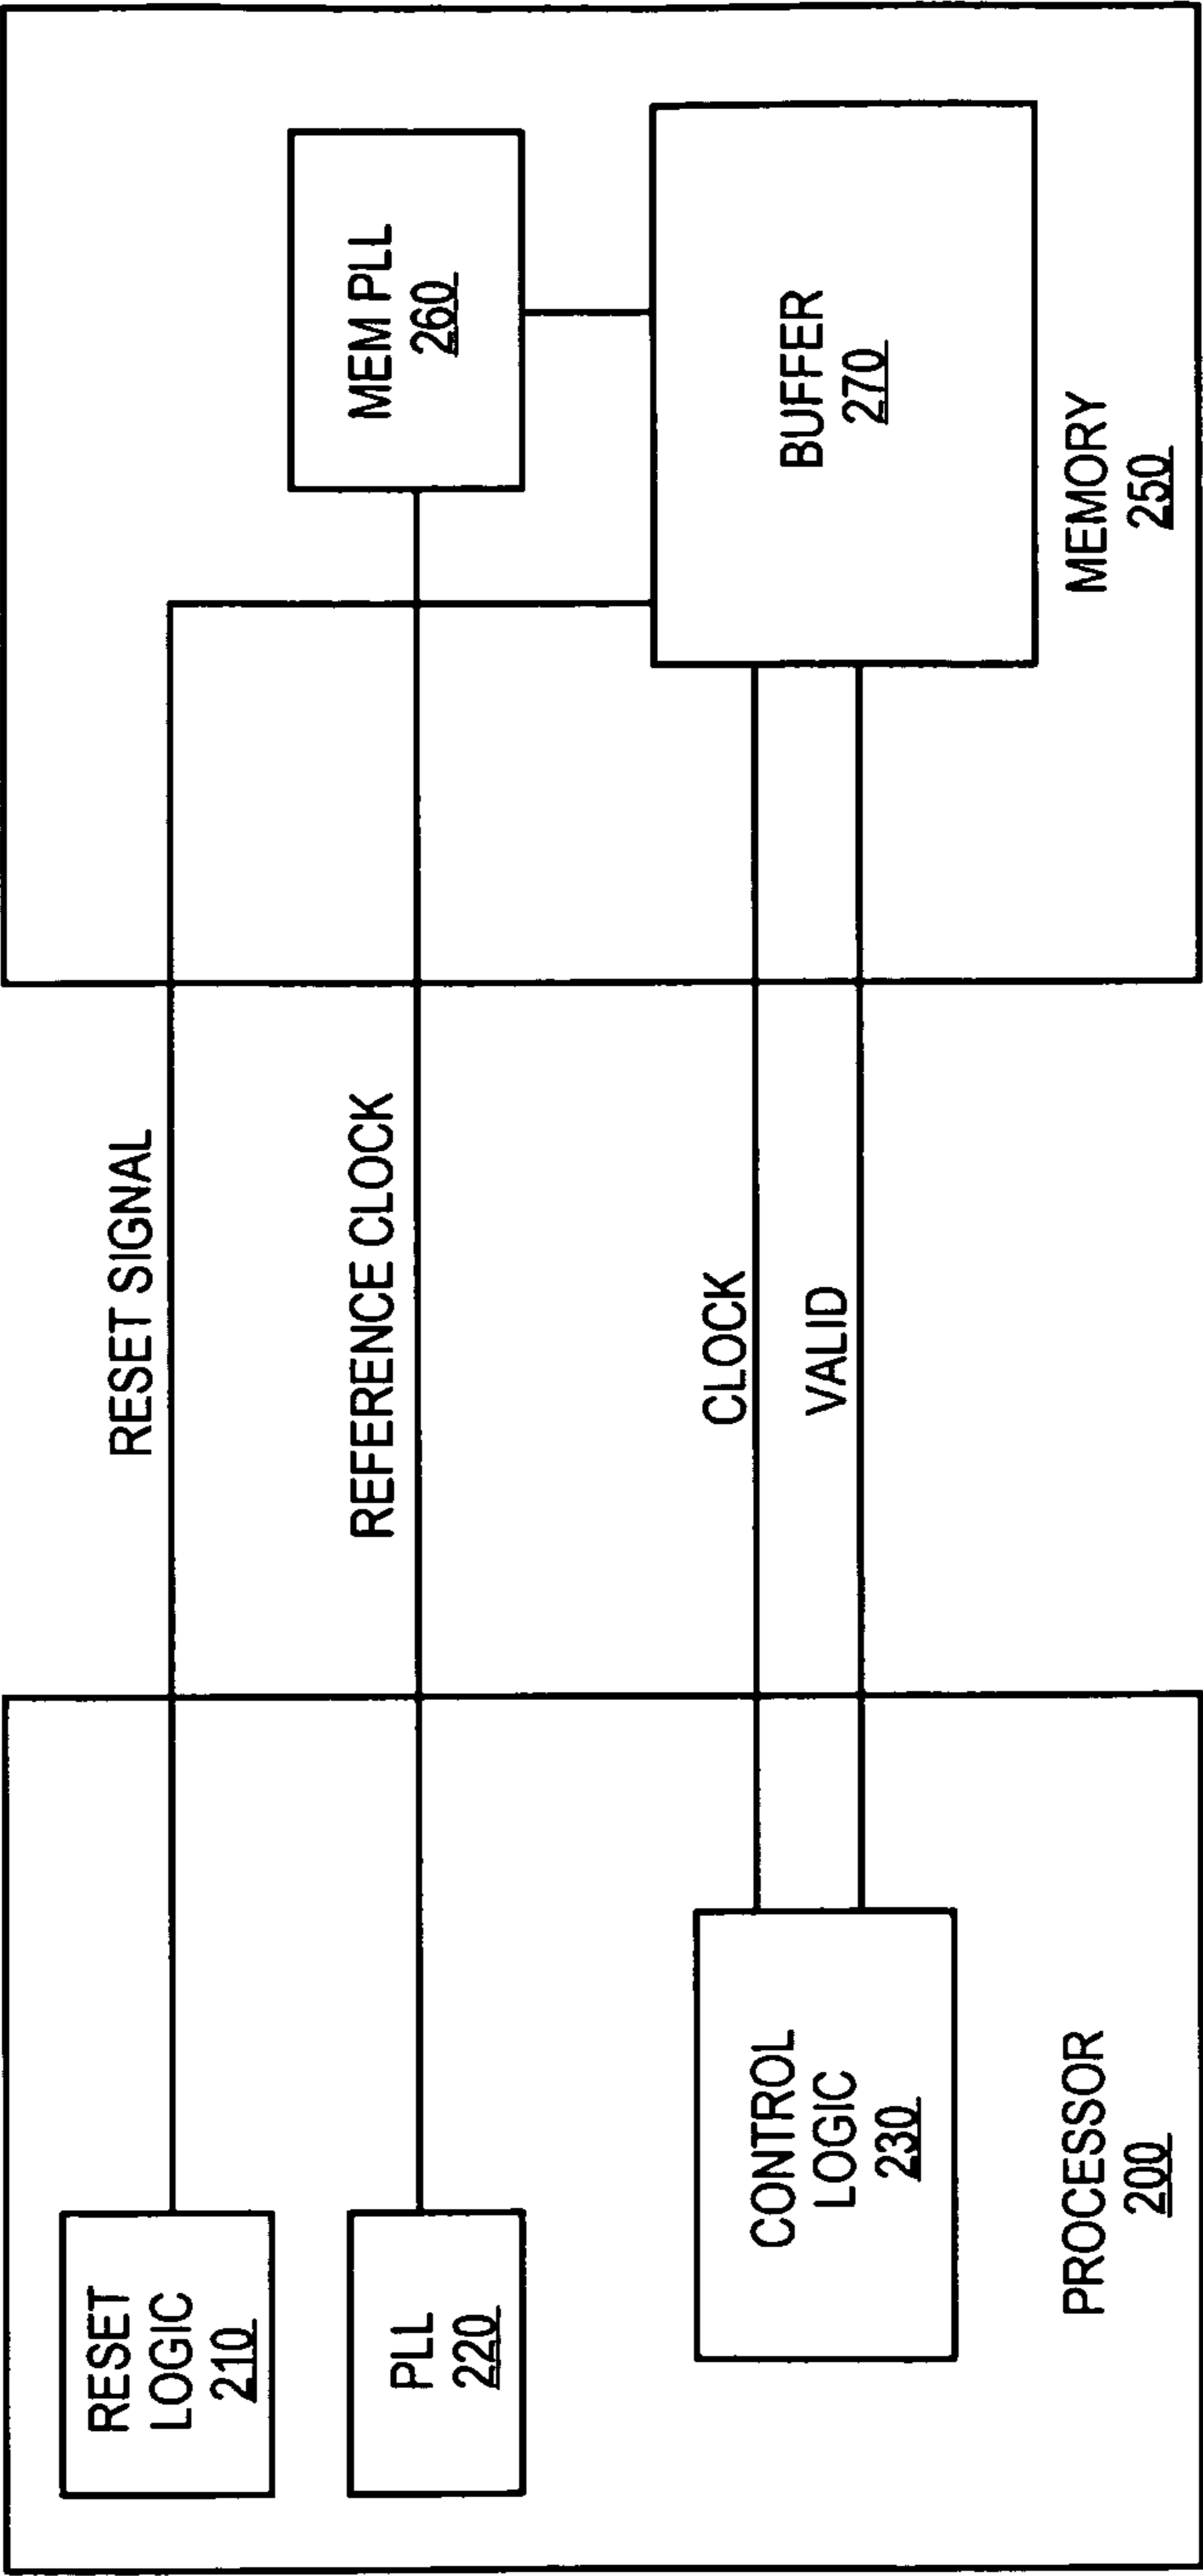 RESET
LOGIC
210
PLL
220
CONTROL
LOGIC
230
PROCESSOR
200
RESET SIGNAL
REFERENCE CLOCK
CLOCK
VALID
MEM PLL
260
BUFFER
270
MEMORY
250